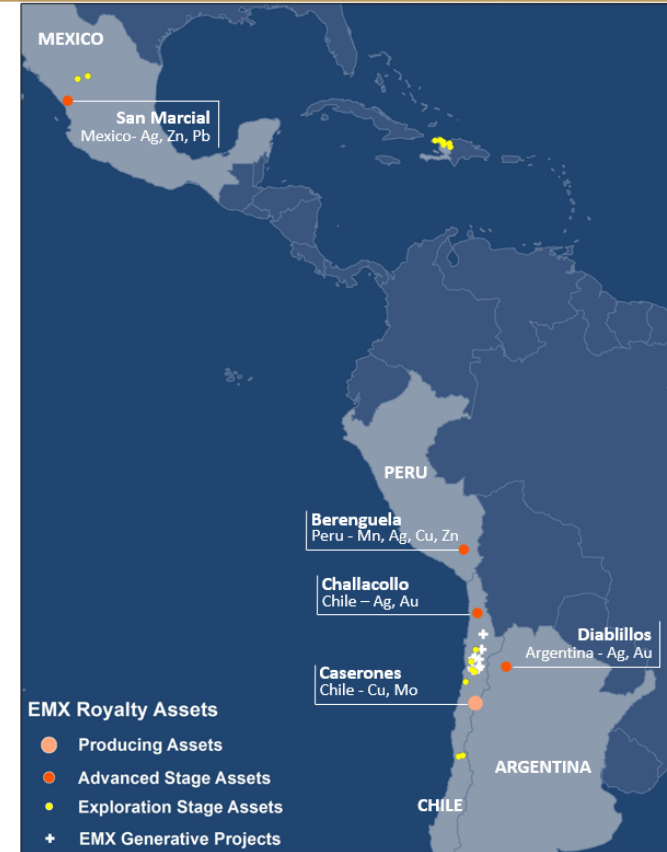 MEXICO
San Marcial
Mexico- Ag, Zn, Pb
PERU
Berenguela
Peru - Mn, Ag, Cu, Zn
Challacollo
Chile – Ag, Au
Diablillos
Argentina - Ag, Au
Caserones
Chile - Cu, Mo
EMX Royalty Assets
Producing Assets
Advanced Stage Assets
Exploration Stage Assets
EMX Generative Projects
ARGENTINA
CHILE